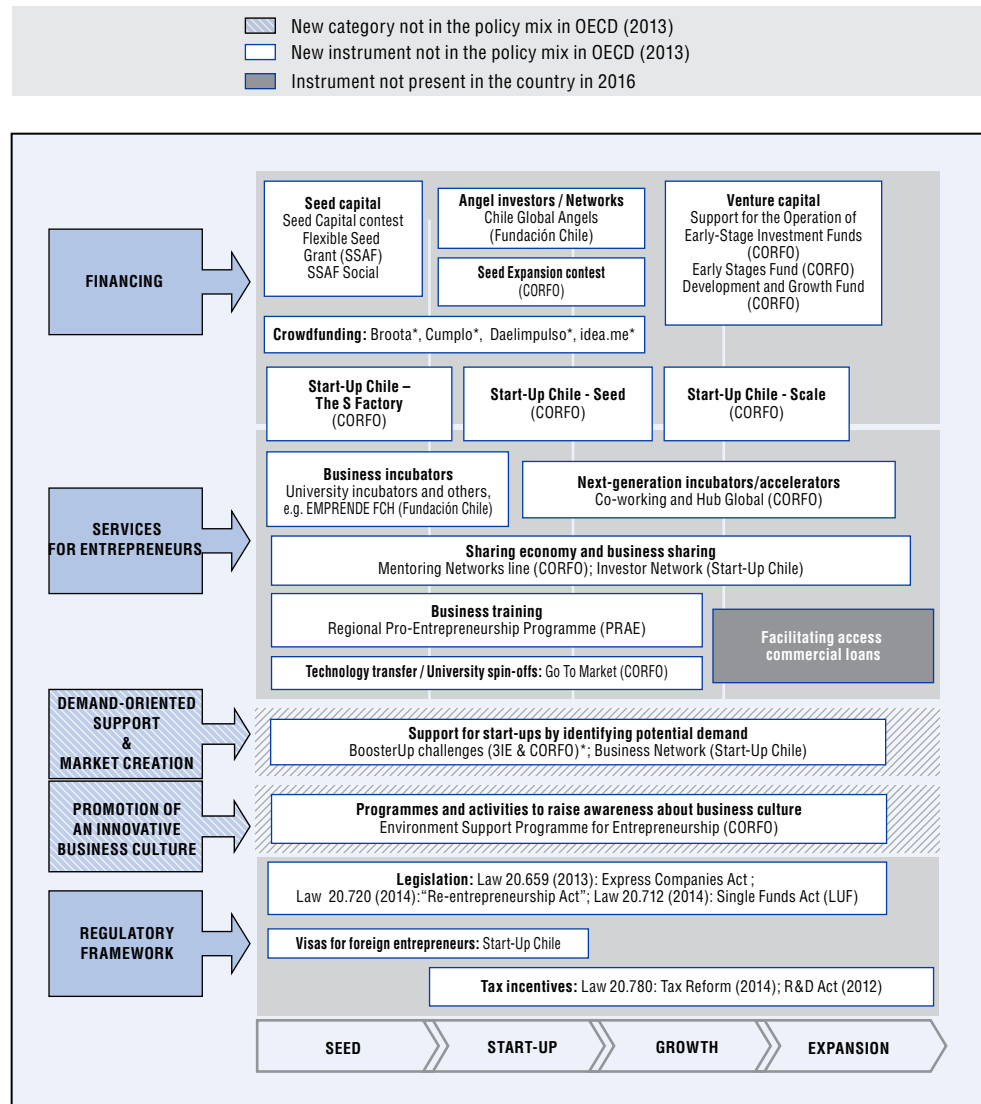 New category not in the policy mix in OECD (2013)
New instrument not in the policy mix in OECD (2013)
Instrument not present in the country in 2016
FINANCING
Seed capital
Seed Capital contest
Flexible Seed
Grant (SSAF)
SSAF Social
Angel investors / Networks
Chile Global Angels
(Fundación Chile)
Seed Expansion contest
(CORFO)
Venture capital
Support for the Operation of
Early-Stage Investment Funds
(CORFO)
Early Stages Fund (CORFO)
Development and Growth Fund
(CORFO)
Crowdfunding: Broota*, Cumplo*, Daelimpulso*, idea.me*
Start-Up Chile –
The S Factory
(CORFO)
Start-Up Chile - Seed
(CORFO)
Start-Up Chile - Scale
(CORFO)
SERVICES
FOR ENTREPRENEURS
Business incubators
University incubators and others,
e.g. EMPRENDE FCH (Fundación Chile)
Next-generation incubators/accelerators
Co-working and Hub Global (CORFO)
Sharing economy and business sharing
Mentoring Networks line (CORFO); Investor Network (Start-Up Chile)
Business training
Regional Pro-Entrepreneurship Programme (PRAE)
Facilitating access
commercial loans
Technology transfer / University spin-offs: Go To Market (CORFO)
DEMAND-ORIENTED
SUPPORT
&
MARKET CREATION
Support for start-ups by identifying potential demand
BoosterUp challenges (3IE & CORFO)*; Business Network (Start-Up Chile)
PROMOTION OF
AN INNOVATIVE
BUSINESS CULTURE
Programmes and activities to raise awareness about business culture
Environment Support Programme for Entrepreneurship (CORFO)
REGULATORY
FRAMEWORK
Legislation: Law 20.659 (2013): Express Companies Act ;
Law 20.720 (2014):“Re-entrepreneurship Act”; Law 20.712 (2014): Single Funds Act (LUF)
Visas for foreign entrepreneurs: Start-Up Chile
Tax incentives: Law 20.780: Tax Reform (2014); R&D Act (2012)
SEED
START-UP
GROWTH
EXPANSION